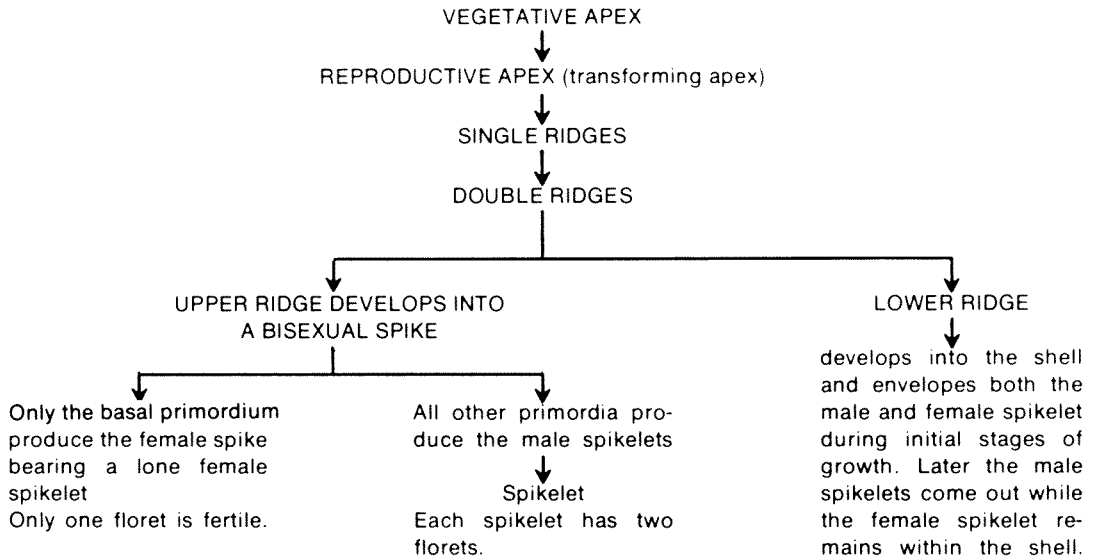 VEGETATIVE APEX
REPRODUCTIVE APEX (transforming apex)
SINGLE RIDGES
DOUBLE RIDGES
UPPER RIDGE DEVELOPS INTO
A BISEXUAL SPIKE
Only the basal primordium
produce the female spike
bearing a lone female
spikelet
Only one floret is fertile.
All other primordia pro-
duce the male spikelets
Spikelet
Each spikelet has two
florets.
LOWER RIDGE
develops into the shell
and envelopes both the
male and female spikelet
during initial stages of
growth. Later the male
spikelets come out while
the female spikelet re-
mains within the shell.